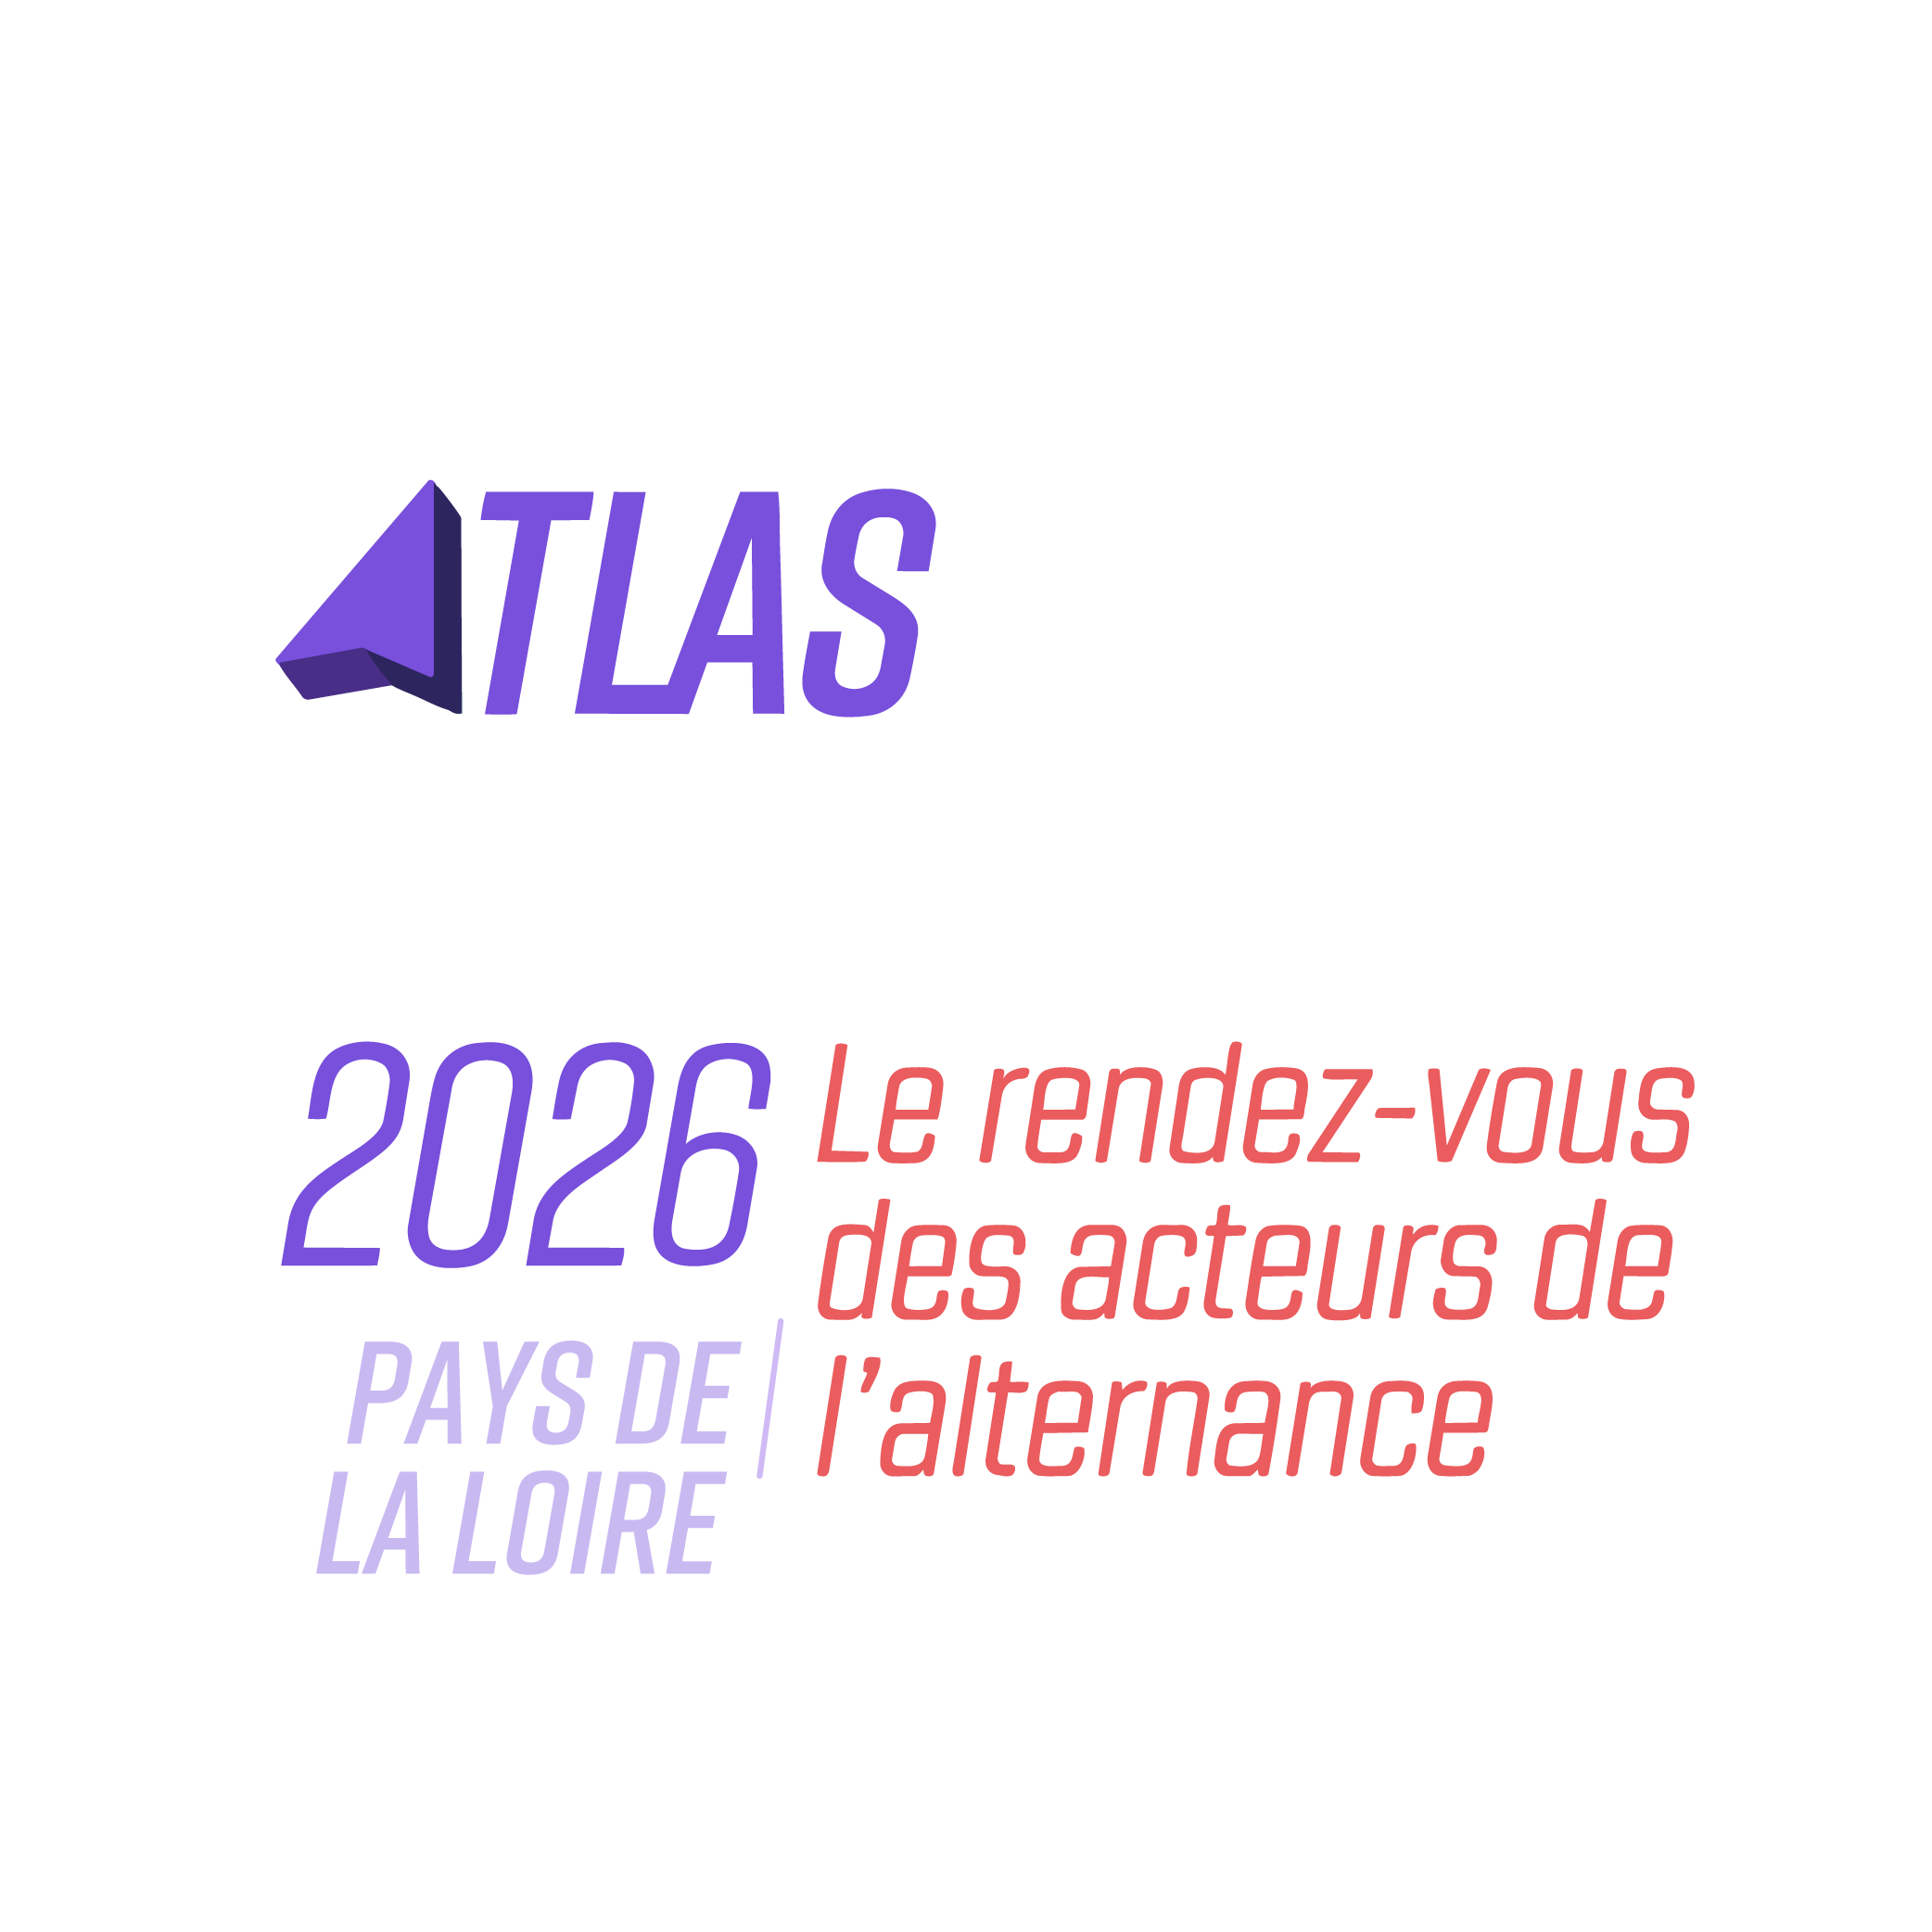 ATLAS
2026
PAYS DE
LA LOIRE
Le rendez-vous
des acteurs de
l’alternance